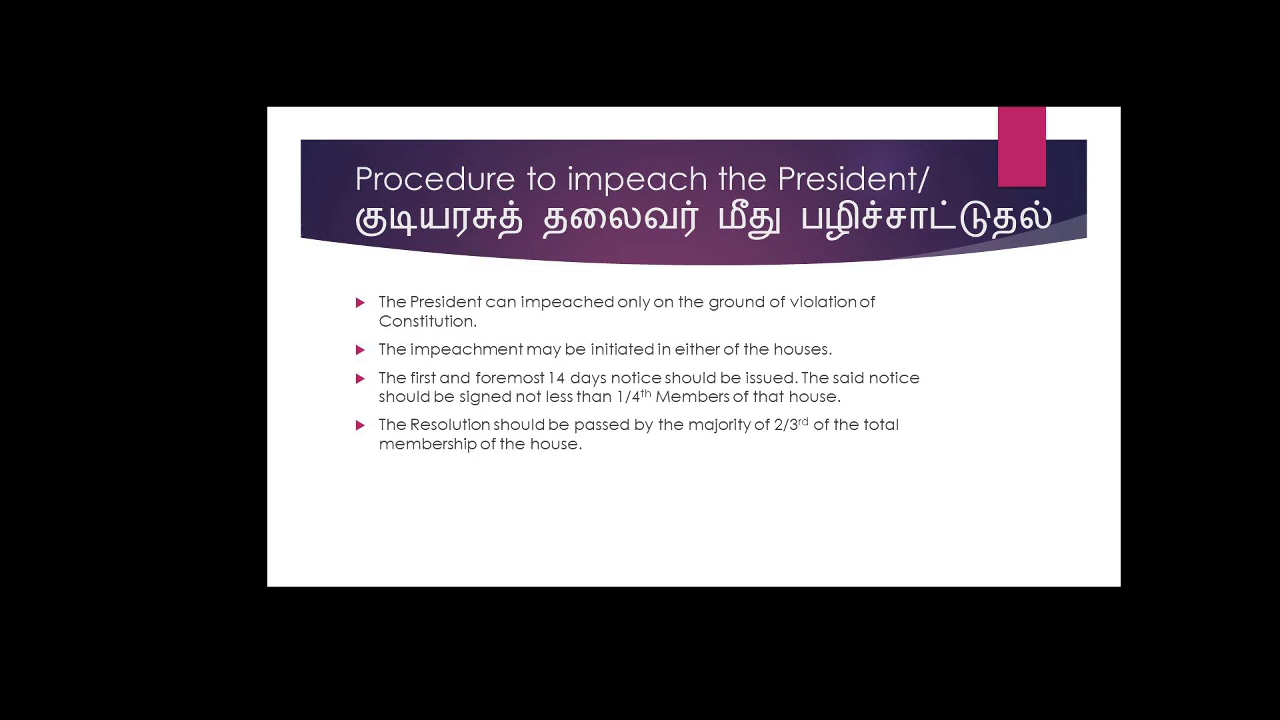 Procedure to impeach the President/
குடியரசுத் தலைவர் மீது பழிச்சாட்டுதல்
The President can impeached only on the ground of violation of
Constitution.
The impeachment may be initiated in either of the houses.
The first and foremost 14 days notice should be issued. The said notice
should be signed not less than 1/4th Members of that house.
The Resolution should be passed by the majority of 2/3rd of the total
membership of the house.